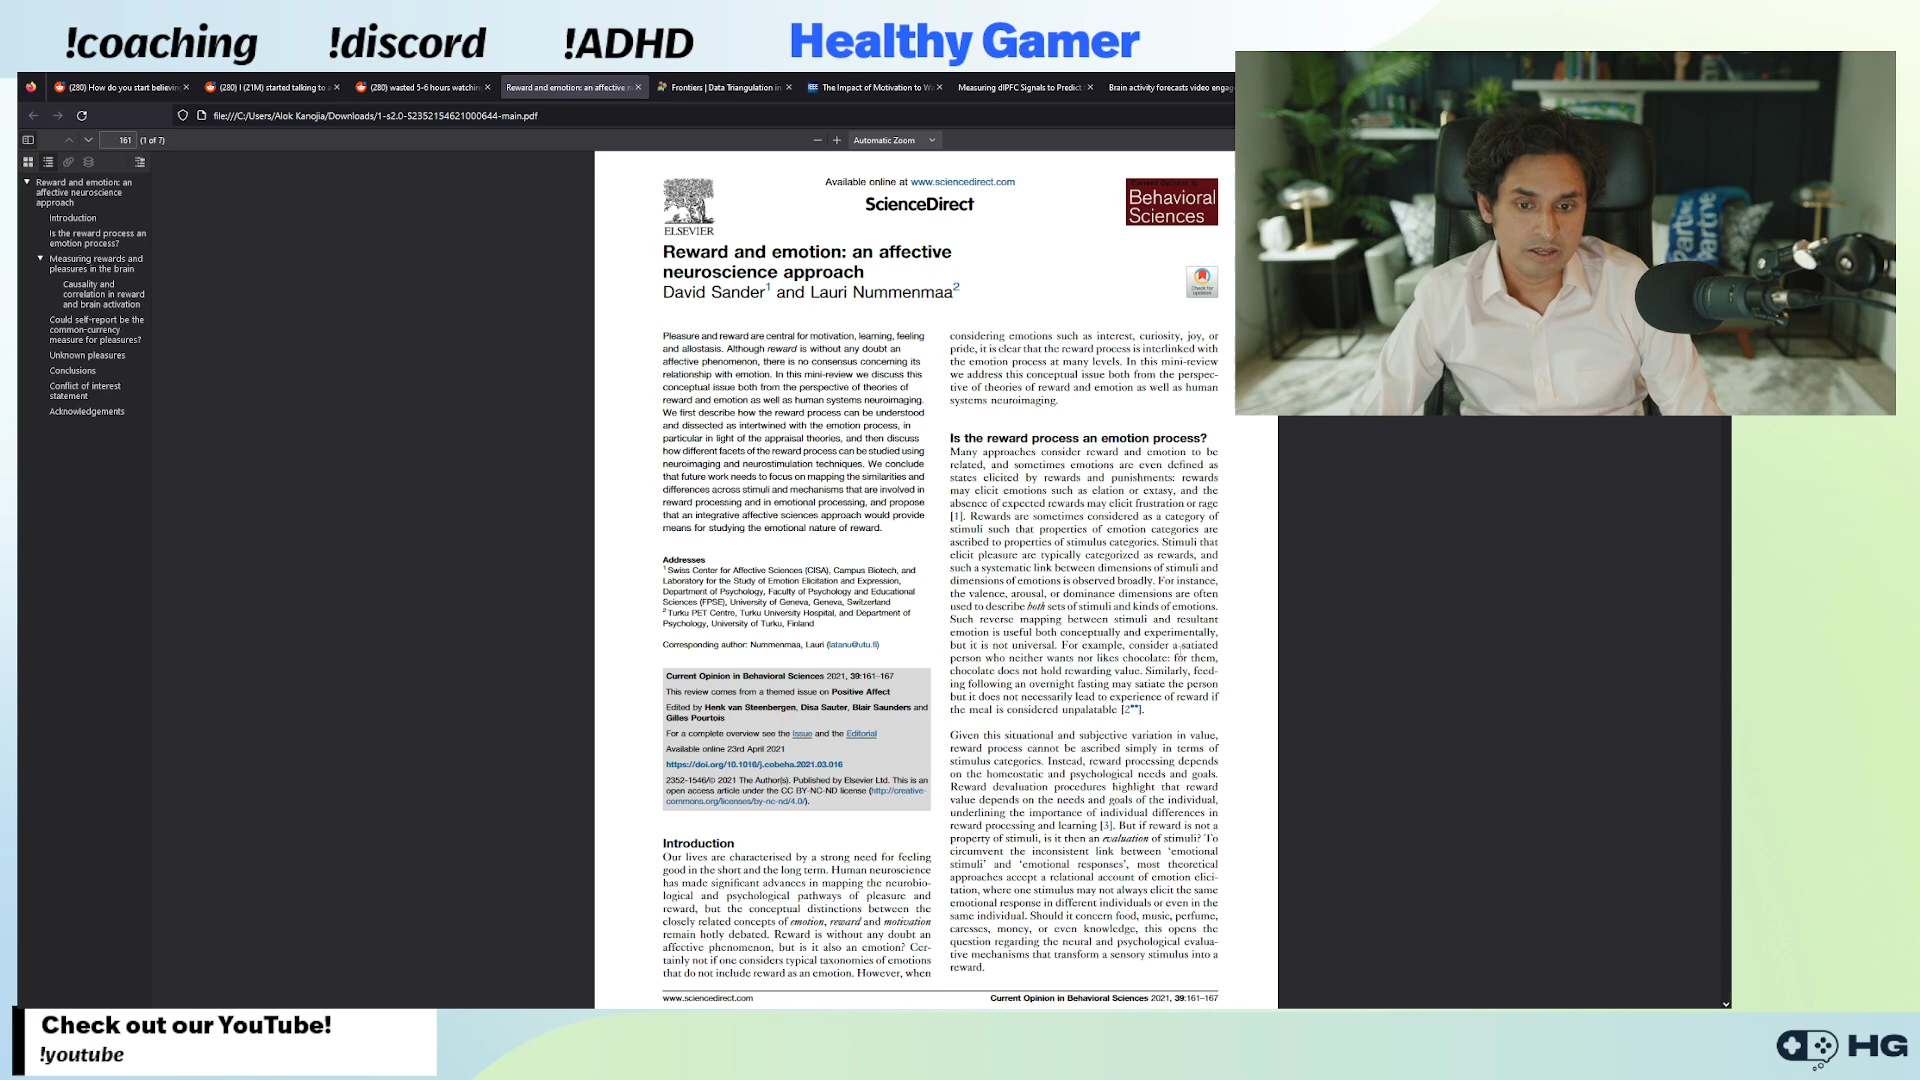 !coaching !discord !ADHD Healthy Gamer
(280) How do you start believin
(280) I (21M) started talking to a
(280) wasted 5-6 hours watchin
Reward and emotion: an affective n
Frontiers | Data Triangulation in
The Impact of Motivation to W
Measuring dlPFC Signals to Predict
Brain activity forecasts video engag
file:///C:/Users/Alok Kanojia/Downloads/1-s2.0-S2352154621000644-main.pdf
161 (1 of 7)
Automatic Zoom
Reward and emotion: an
affective neuroscience
approach
Introduction
Is the reward process an
emotion process?
Measuring rewards and
pleasures in the brain
Causality and
correlation in reward
and brain activation
Could self-report be the
common-currency
measure for pleasures?
Unknown pleasures
Conclusions
Conflict of interest
statement
Acknowledgements
Available online at www.sciencedirect.com
ScienceDirect
ELSEVIER
Current Opinion in
Behavioral
Sciences
Reward and emotion: an affective
neuroscience approach
David Sander1 and Lauri Nummenmaa2
Check for
updates
Pleasure and reward are central for motivation, learning, feeling
and allostasis. Although reward is without any doubt an
affective phenomenon, there is no consensus concerning its
relationship with emotion. In this mini-review we discuss this
conceptual issue both from the perspective of theories of
reward and emotion as well as human systems neuroimaging.
We first describe how the reward process can be understood
and dissected as intertwined with the emotion process, in
particular in light of the appraisal theories, and then discuss
how different facets of the reward process can be studied using
neuroimaging and neurostimulation techniques. We conclude
that future work needs to focus on mapping the similarities and
differences across stimuli and mechanisms that are involved in
reward processing and in emotional processing, and propose
that an integrative affective sciences approach would provide
means for studying the emotional nature of reward.
Addresses
1 Swiss Center for Affective Sciences (CISA), Campus Biotech, and
Laboratory for the Study of Emotion Elicitation and Expression,
Department of Psychology, Faculty of Psychology and Educational
Sciences (FPSE), University of Geneva, Geneva, Switzerland
2 Turku PET Centre, Turku University Hospital, and Department of
Psychology, University of Turku, Finland
Corresponding author: Nummenmaa, Lauri (latanu@utu.fi)
Current Opinion in Behavioral Sciences 2021, 39:161–167
This review comes from a themed issue on Positive Affect
Edited by Henk van Steenbergen, Disa Sauter, Blair Saunders and
Gilles Pourtois
For a complete overview see the Issue and the Editorial
Available online 23rd April 2021
https://doi.org/10.1016/j.cobeha.2021.03.016
2352-1546/© 2021 The Author(s). Published by Elsevier Ltd. This is an
open access article under the CC BY-NC-ND license (http://creative-
commons.org/licenses/by-nc-nd/4.0/).
Introduction
Our lives are characterised by a strong need for feeling
good in the short and the long term. Human neuroscience
has made significant advances in mapping the neurobio-
logical and psychological pathways of pleasure and
reward, but the conceptual distinctions between the
closely related concepts of emotion, reward and motivation
remain hotly debated. Reward is without any doubt an
affective phenomenon, but is it also an emotion? Cer-
tainly not if one considers typical taxonomies of emotions
that do not include reward as an emotion. However, when
considering emotions such as interest, curiosity, joy, or
pride, it is clear that the reward process is interlinked with
the emotion process at many levels. In this mini-review
we address this conceptual issue both from the perspec-
tive of theories of reward and emotion as well as human
systems neuroimaging.
Is the reward process an emotion process?
Many approaches consider reward and emotion to be
related, and sometimes emotions are even defined as
states elicited by rewards and punishments: rewards
may elicit emotions such as elation or extasy, and the
absence of expected rewards may elicit frustration or rage
[1]. Rewards are sometimes considered as a category of
stimuli such that properties of emotion categories are
ascribed to properties of stimulus categories. Stimuli that
elicit pleasure are typically categorized as rewards, and
such a systematic link between dimensions of stimuli and
dimensions of emotions is observed broadly. For instance,
the valence, arousal, or dominance dimensions are often
used to describe both sets of stimuli and kinds of emotions.
Such reverse mapping between stimuli and resultant
emotion is useful both conceptually and experimentally,
but it is not universal. For example, consider a satiated
person who neither wants nor likes chocolate: for them,
chocolate does not hold rewarding value. Similarly, feed-
ing following an overnight fasting may satiate the person
but it does not necessarily lead to experience of reward if
the meal is considered unpalatable [2••].
Given this situational and subjective variation in value,
reward process cannot be ascribed simply in terms of
stimulus categories. Instead, reward processing depends
on the homeostatic and psychological needs and goals.
Reward devaluation procedures highlight that reward
value depends on the needs and goals of the individual,
underlining the importance of individual differences in
reward processing and learning [3]. But if reward is not a
property of stimuli, is it then an evaluation of stimuli? To
circumvent the inconsistent link between ‘emotional
stimuli’ and ‘emotional responses’, most theoretical
approaches accept a relational account of emotion elici-
tation, where one stimulus may not always elicit the same
emotional response in different individuals or even in the
same individual. Should it concern food, music, perfume,
caresses, money, or even knowledge, this opens the
question regarding the neural and psychological evalua-
tive mechanisms that transform a sensory stimulus into a
reward.
www.sciencedirect.com
Current Opinion in Behavioral Sciences 2021, 39:161–167
Check out our YouTube!
!youtube
HG